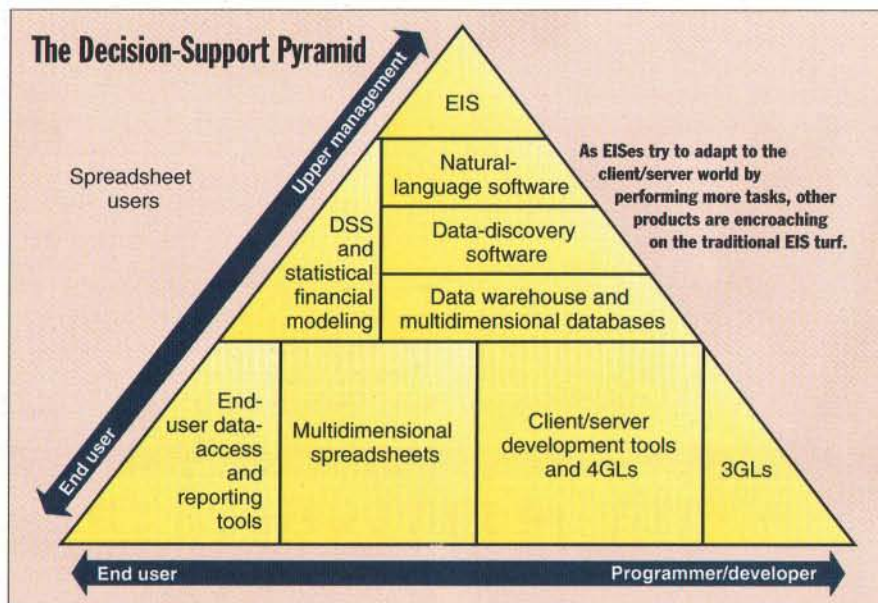 The Decision-Support Pyramid
Upper management
End user
Spreadsheet
users
EIS
Natural-
language software
Data-discovery
software
Data warehouse and
multidimensional databases
DSS
and
statistical
financial
modeling
As EISes try to adapt to the
client/server world by
performing more tasks, other
products are encroaching
on the traditional EIS turf.
End-
user data-
access
and
reporting
tools
Multidimensional
spreadsheets
Client/server
development tools
and 4GLs
3GLs
End user
Programmer/developer